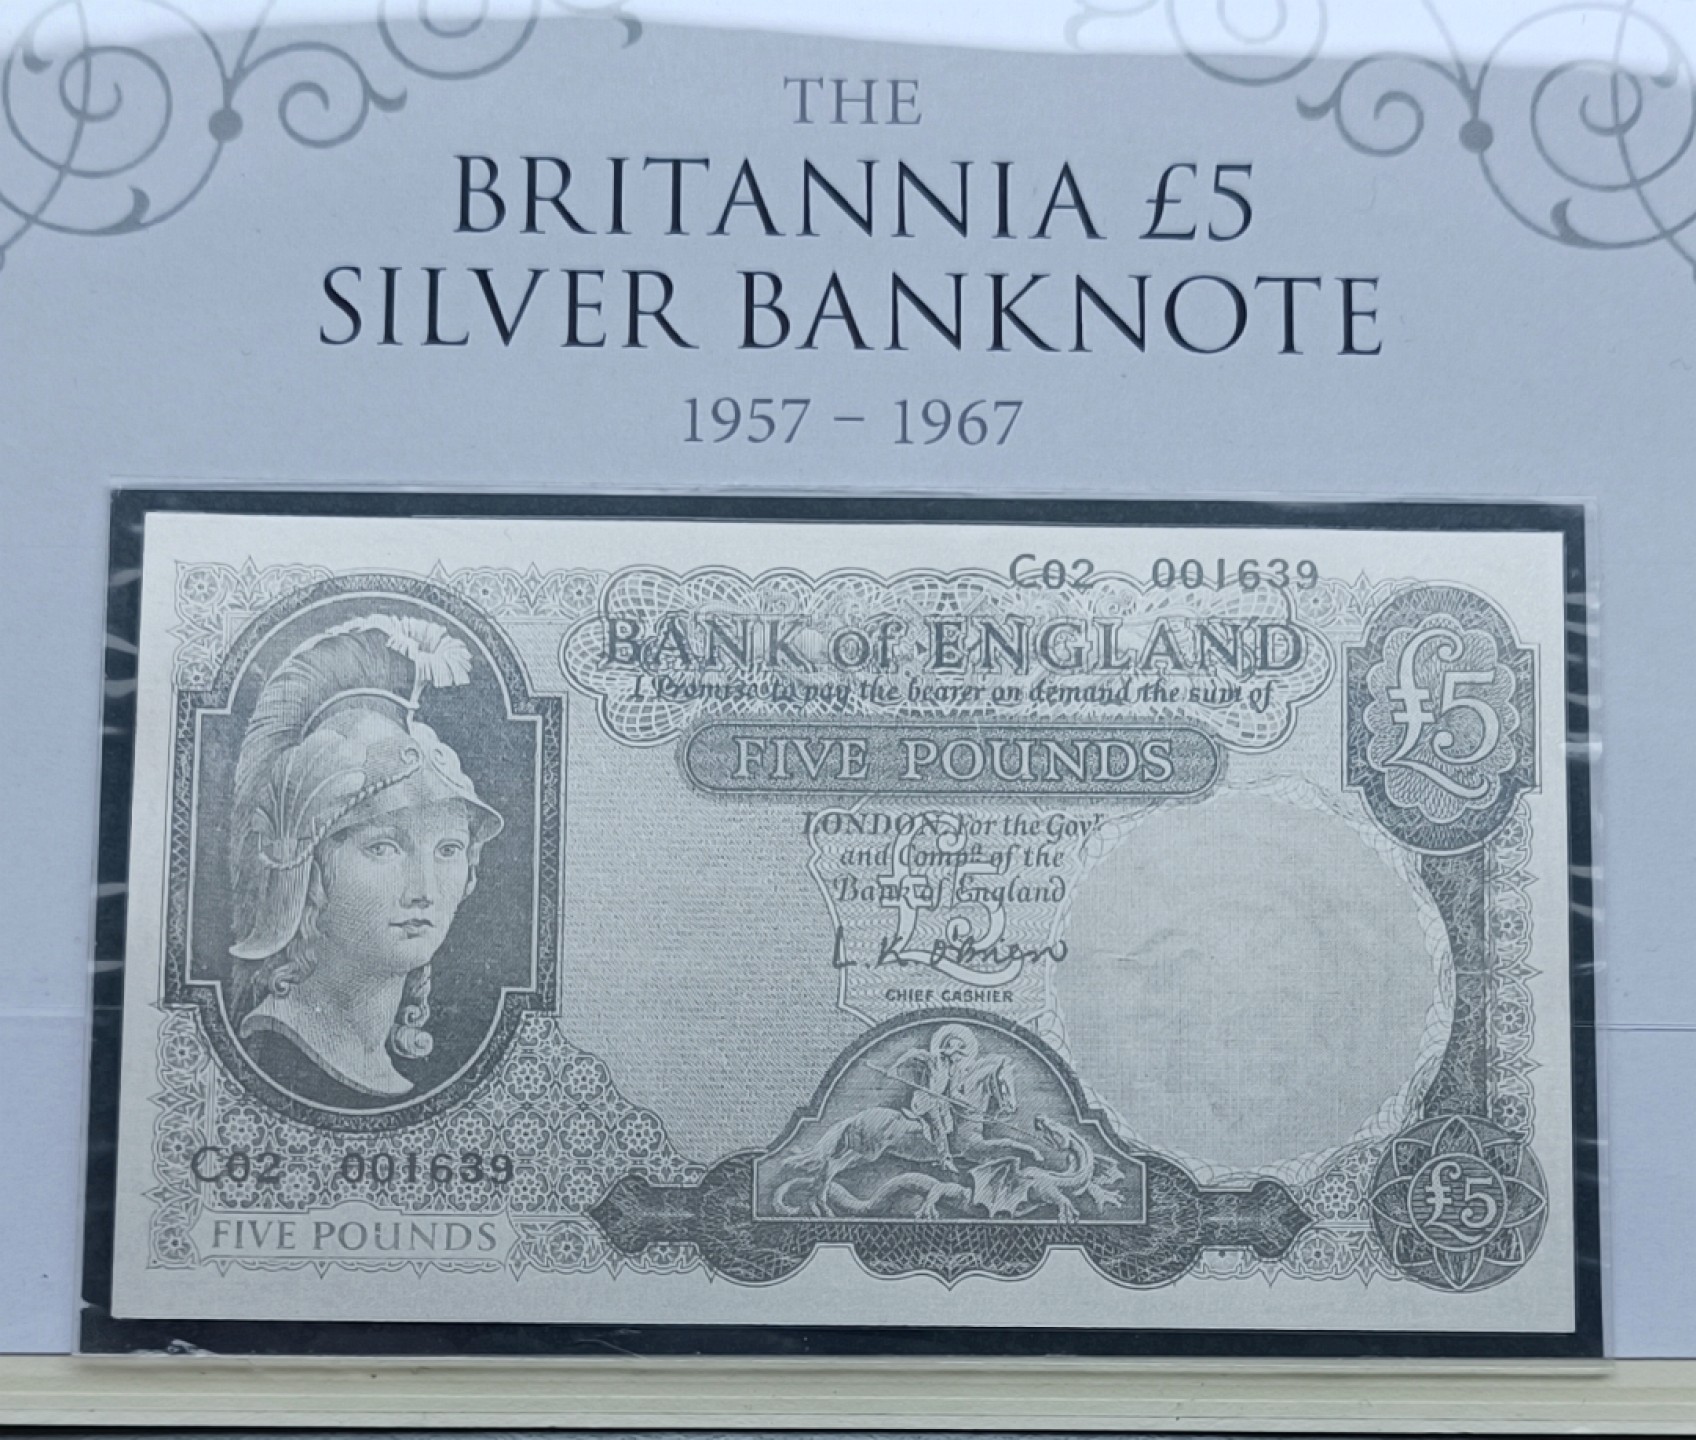 THE
BRITANNIA £5
SILVER BANKNOTE
1957 – 1967
C02 001639
BANK of ENGLAND
I Promise to pay the bearer on demand the sum of
FIVE POUNDS
£5
LONDON, For the Govr
and Compa of the
Bank of England
£5
L.K. O'Brien
CHIEF CASHIER
C02 001639
FIVE POUNDS
£5